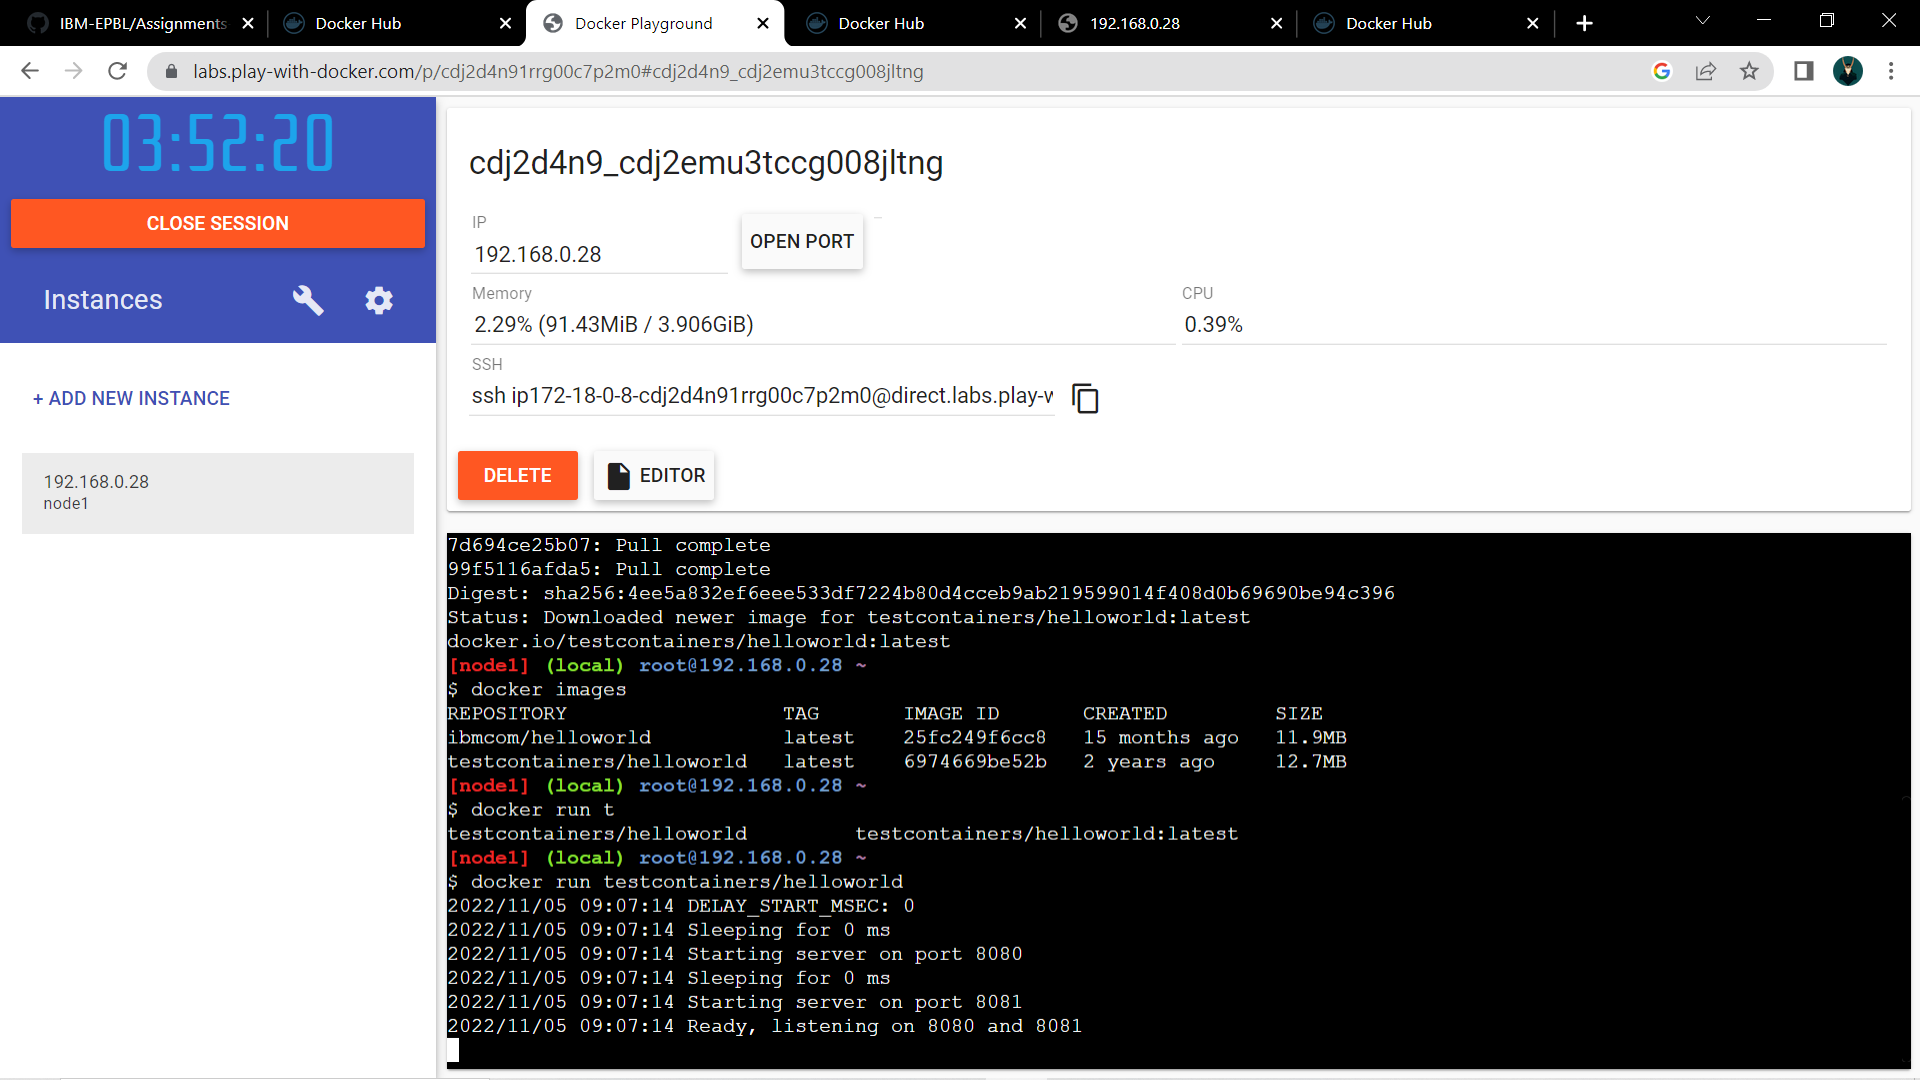 IBM-EPBL/Assignments
Docker Hub
Docker Playground
Docker Hub
192.168.0.28
Docker Hub
labs.play-with-docker.com/p/cdj2d4n91rrg00c7p2m0#cdj2d4n9_cdj2emu3tccg008jltng
03:52:20
CLOSE SESSION
Instances
+ ADD NEW INSTANCE
192.168.0.28
node1
cdj2d4n9_cdj2emu3tccg008jltng
IP
192.168.0.28
OPEN PORT
Memory
2.29% (91.43MiB / 3.906GiB)
CPU
0.39%
SSH
ssh ip172-18-0-8-cdj2d4n91rrg00c7p2m0@direct.labs.play-w
DELETE
EDITOR
7d694ce25b07: Pull complete
99f5116afda5: Pull complete
Digest: sha256:4ee5a832ef6eee533df7224b80d4cceb9ab219599014f408d0b69690be94c396
Status: Downloaded newer image for testcontainers/helloworld:latest
docker.io/testcontainers/helloworld:latest
[node1] (local) root@192.168.0.28 ~
$ docker images
REPOSITORY TAG IMAGE ID CREATED SIZE
ibmcom/helloworld latest 25fc249f6cc8 15 months ago 11.9MB
testcontainers/helloworld latest 6974669be52b 2 years ago 12.7MB
[node1] (local) root@192.168.0.28 ~
$ docker run t
testcontainers/helloworld testcontainers/helloworld:latest
[node1] (local) root@192.168.0.28 ~
$ docker run testcontainers/helloworld
2022/11/05 09:07:14 DELAY_START_MSEC: 0
2022/11/05 09:07:14 Sleeping for 0 ms
2022/11/05 09:07:14 Starting server on port 8080
2022/11/05 09:07:14 Sleeping for 0 ms
2022/11/05 09:07:14 Starting server on port 8081
2022/11/05 09:07:14 Ready, listening on 8080 and 8081